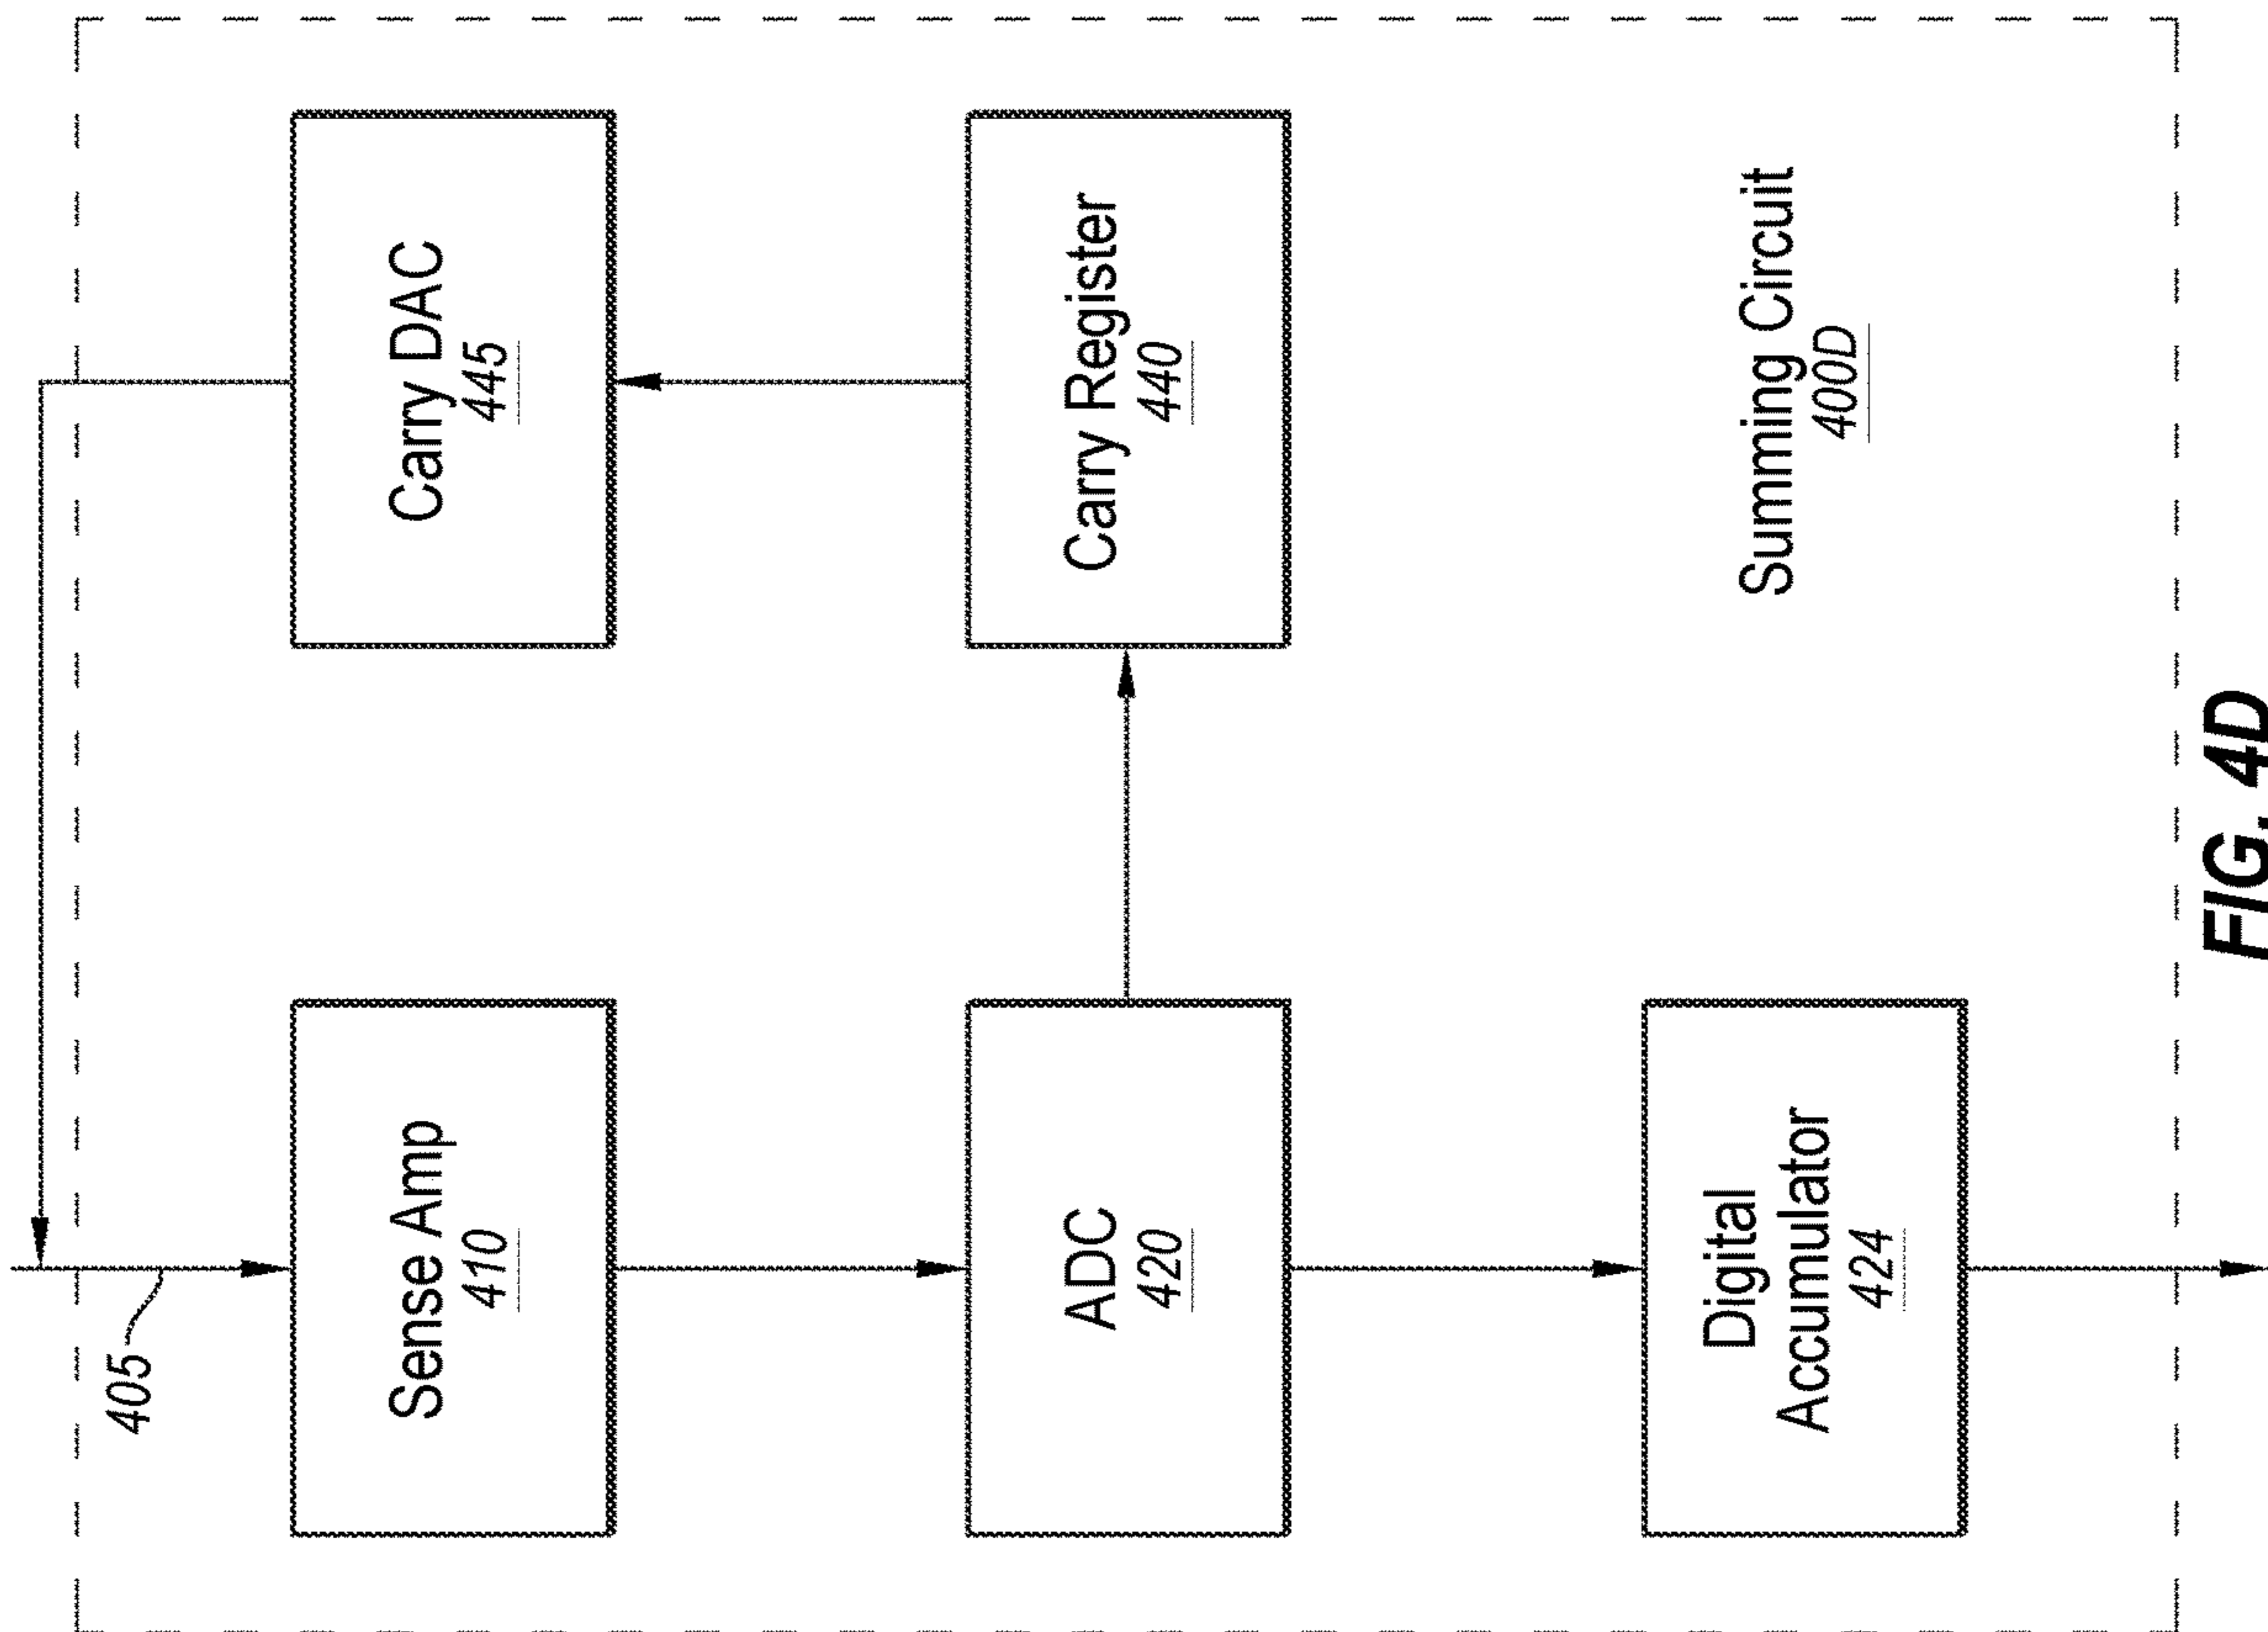 405
Sense Amp
410
Carry DAC
445
ADC
420
Carry Register
440
Digital
Accumulator
424
Summing Circuit
400D
FIG. 4D